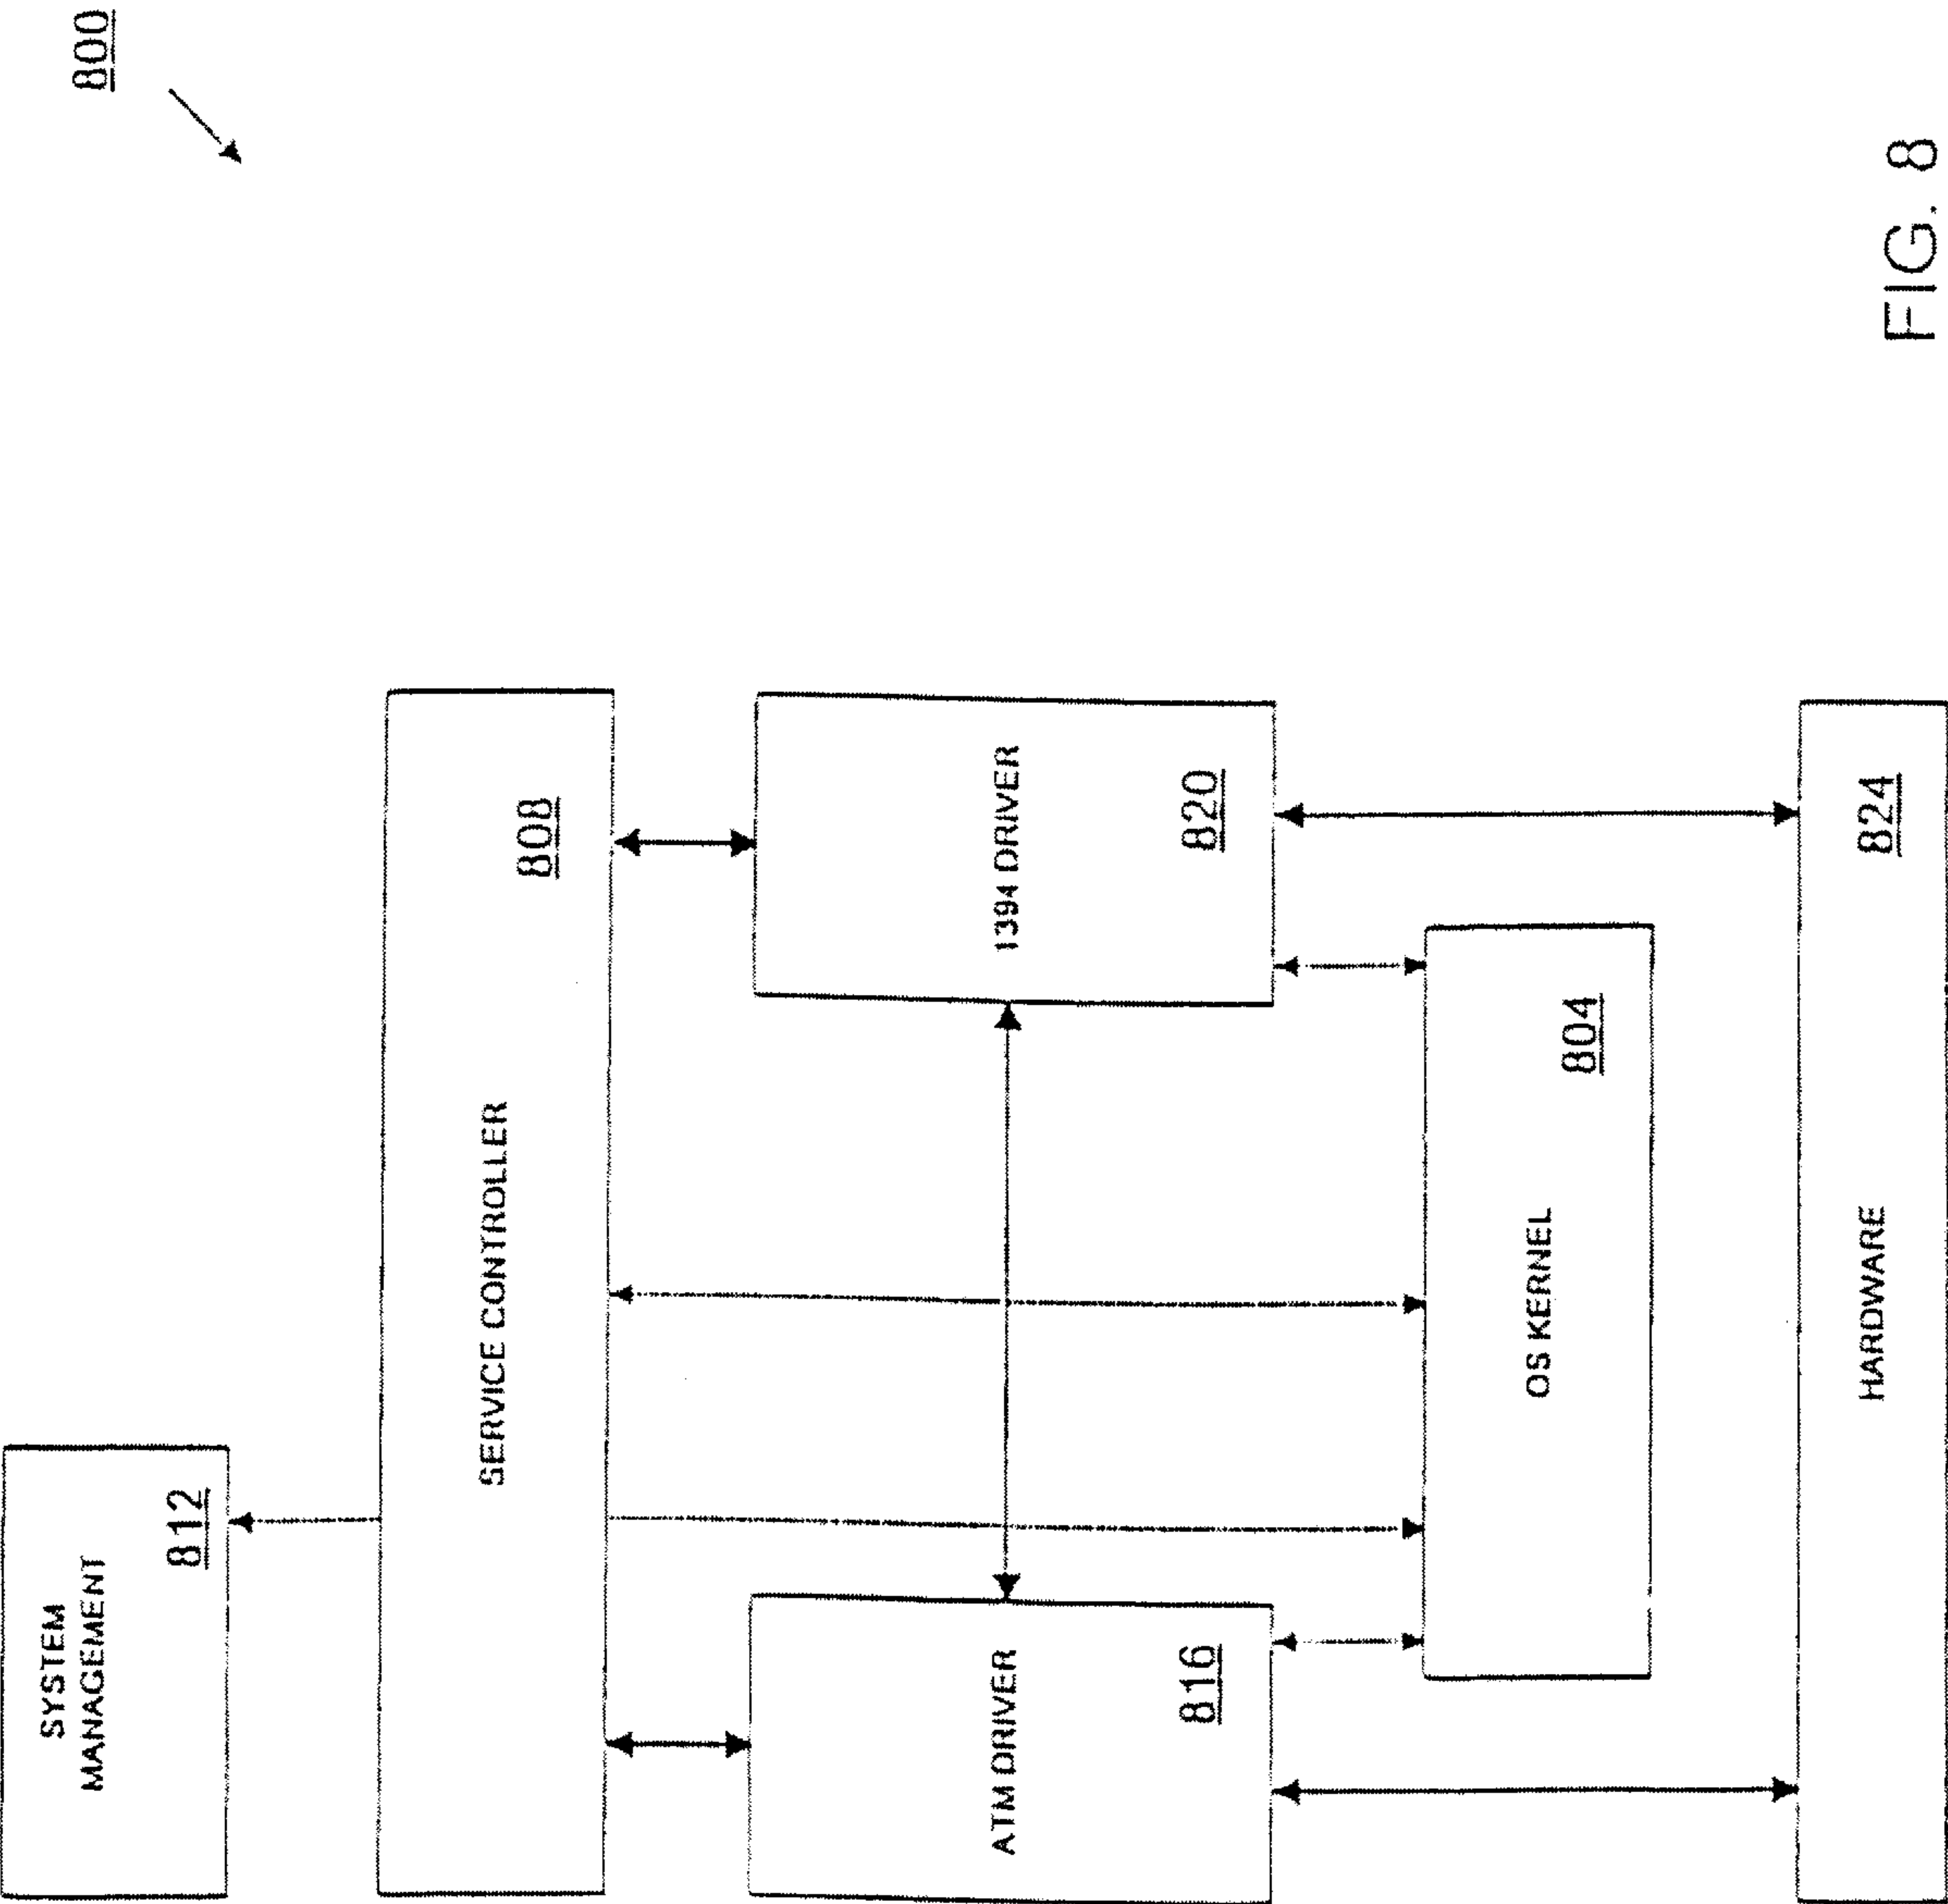 800
SYSTEM
MANAGEMENT
812
SERVICE CONTROLLER
808
ATM DRIVER
816
1394 DRIVER
820
OS KERNEL
804
HARDWARE
824
FIG. 8